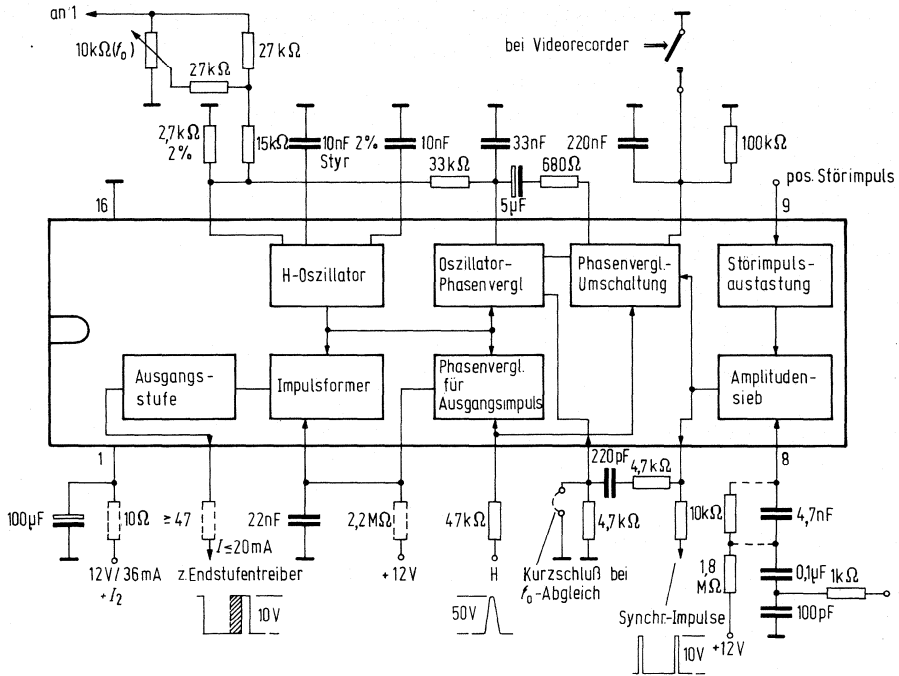 an 1
10kΩ(f₀)
27kΩ
27kΩ
bei Videorecorder
2,7kΩ
2%
15kΩ
10nF 2%
Styr
10nF
33kΩ
33nF
5µF
680Ω
220nF
100kΩ
pos. Störimpuls
16
9
H-Oszillator
Oszillator-
Phasenvergl
Phasenvergl.-
Umschaltung
Störimpuls-
austastung
Ausgangs-
stufe
Impulsformer
Phasenvergl.
für
Ausgangsimpuls
Amplituden-
sieb
1
8
100µF
10Ω
12V/36mA
+I₂
≥47
I≤20mA
z.Endstufentreiber
10V
22nF
2,2MΩ
+12V
47kΩ
H
50V
220pF
4,7kΩ
4,7kΩ
Kurzschluß bei
f₀-Abgleich
10kΩ
Synchr.-Impulse
10V
1,8
MΩ
+12V
4,7nF
0,1µF
1kΩ
100pF